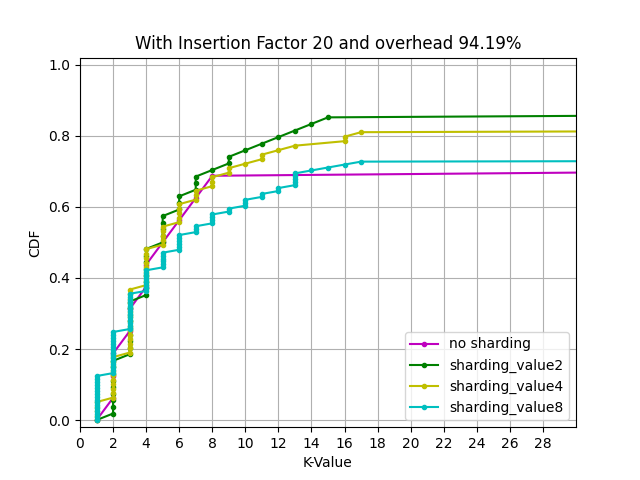 With Insertion Factor 20 and overhead 94.19%
1.0
0.8
0.6
0.4
0.2
0.0
CDF
0 2 4 6 8 10 12 14 16 18 20 22 24 26 28
K-Value
no sharding
sharding_value2
sharding_value4
sharding_value8